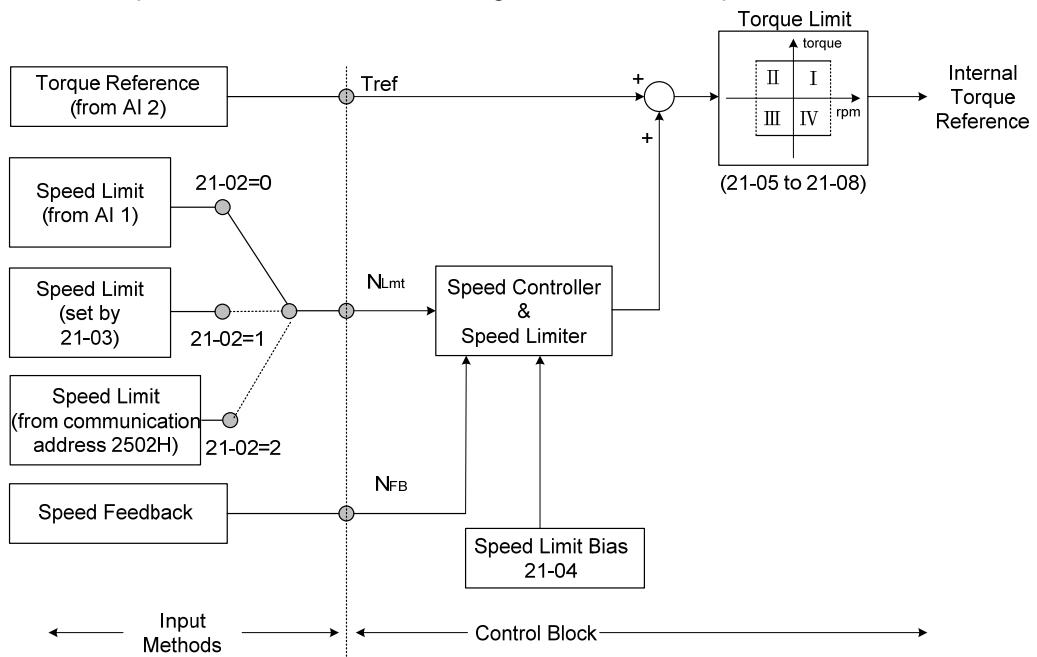 Torque Limit
torque
II
I
III
IV
rpm
(21-05 to 21-08)
Internal
Torque
Reference
Torque Reference
(from AI 2)
Tref
+
+
Speed Limit
(from AI 1)
21-02=0
Speed Limit
(set by
21-03)
21-02=1
NLmt
Speed Controller
&
Speed Limiter
Speed Limit
(from communication
address 2502H)
21-02=2
Speed Feedback
NFB
Speed Limit Bias
21-04
Input
Methods
Control Block